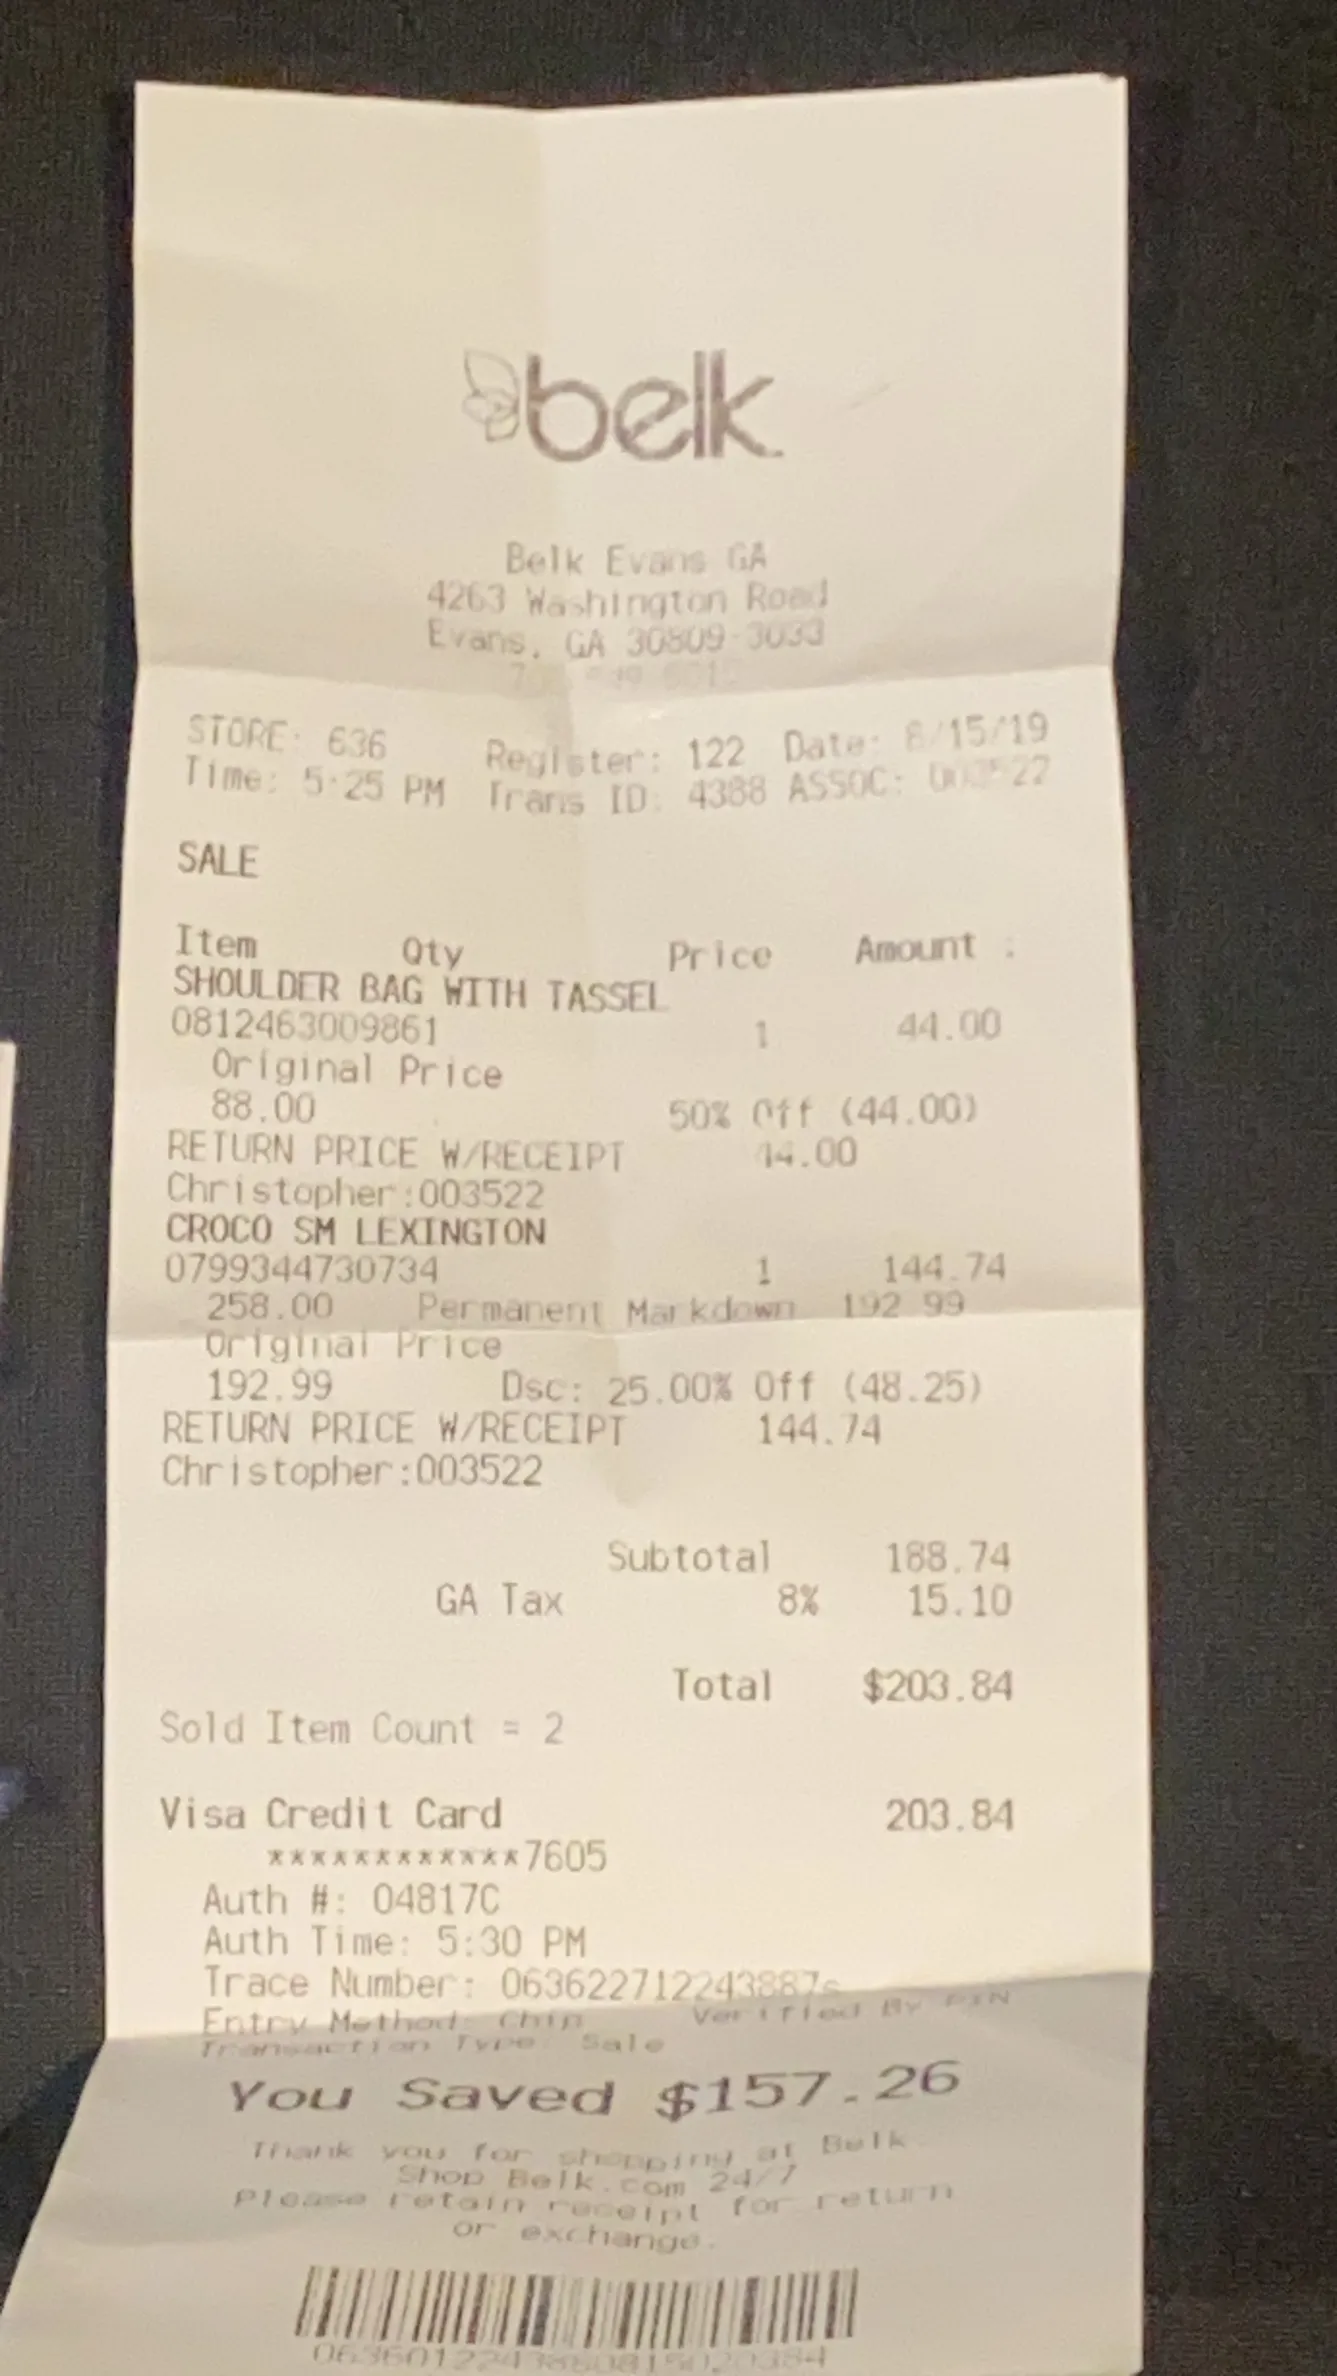 belk
Belk Evans GA
4263 Washington Road
Evans, GA 30809-3033
STORE: 636 Register: 122 Date: 8/15/19
Time: 5:25 PM Trans ID: 4388 ASSOC:
SALE
Item Qty Price Amount :
SHOULDER BAG WITH TASSEL
0812463009861 1 44.00
Original Price
88.00 50% Off (44.00)
RETURN PRICE W/RECEIPT 44.00
Christopher:003522
CROCO SM LEXINGTON
0799344730734 1 144.74
258.00 Permanent Markdown 192.99
Original Price
192.99 Dsc: 25.00% Off (48.25)
RETURN PRICE W/RECEIPT 144.74
Christopher:003522
Subtotal 188.74
GA Tax 8% 15.10
Total $203.84
Sold Item Count = 2
Visa Credit Card 203.84
************7605
Auth #: 04817C
Auth Time: 5:30 PM
Trace Number:
Entry Method: Chip Verified By PIN
Transaction Type: Sale
You Saved $157.26
Thank you for shopping at Belk.
Shop Belk.com 24/7
Please retain receipt for return
or exchange.